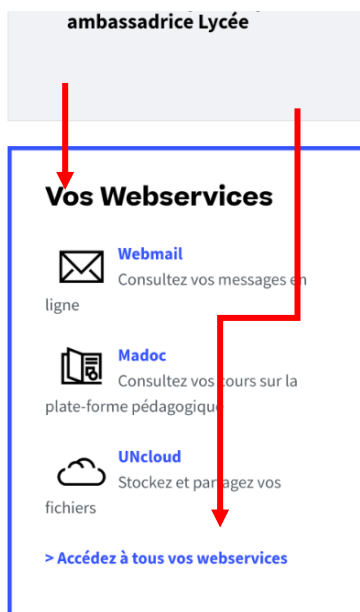 ambassadrice Lycée
Vos Webservices
Webmail
Consultez vos messages en
ligne
Madoc
Consultez vos cours sur la
plate-forme pédagogique
UNcloud
Stockez et partagez vos
fichiers
> Accédez à tous vos webservices